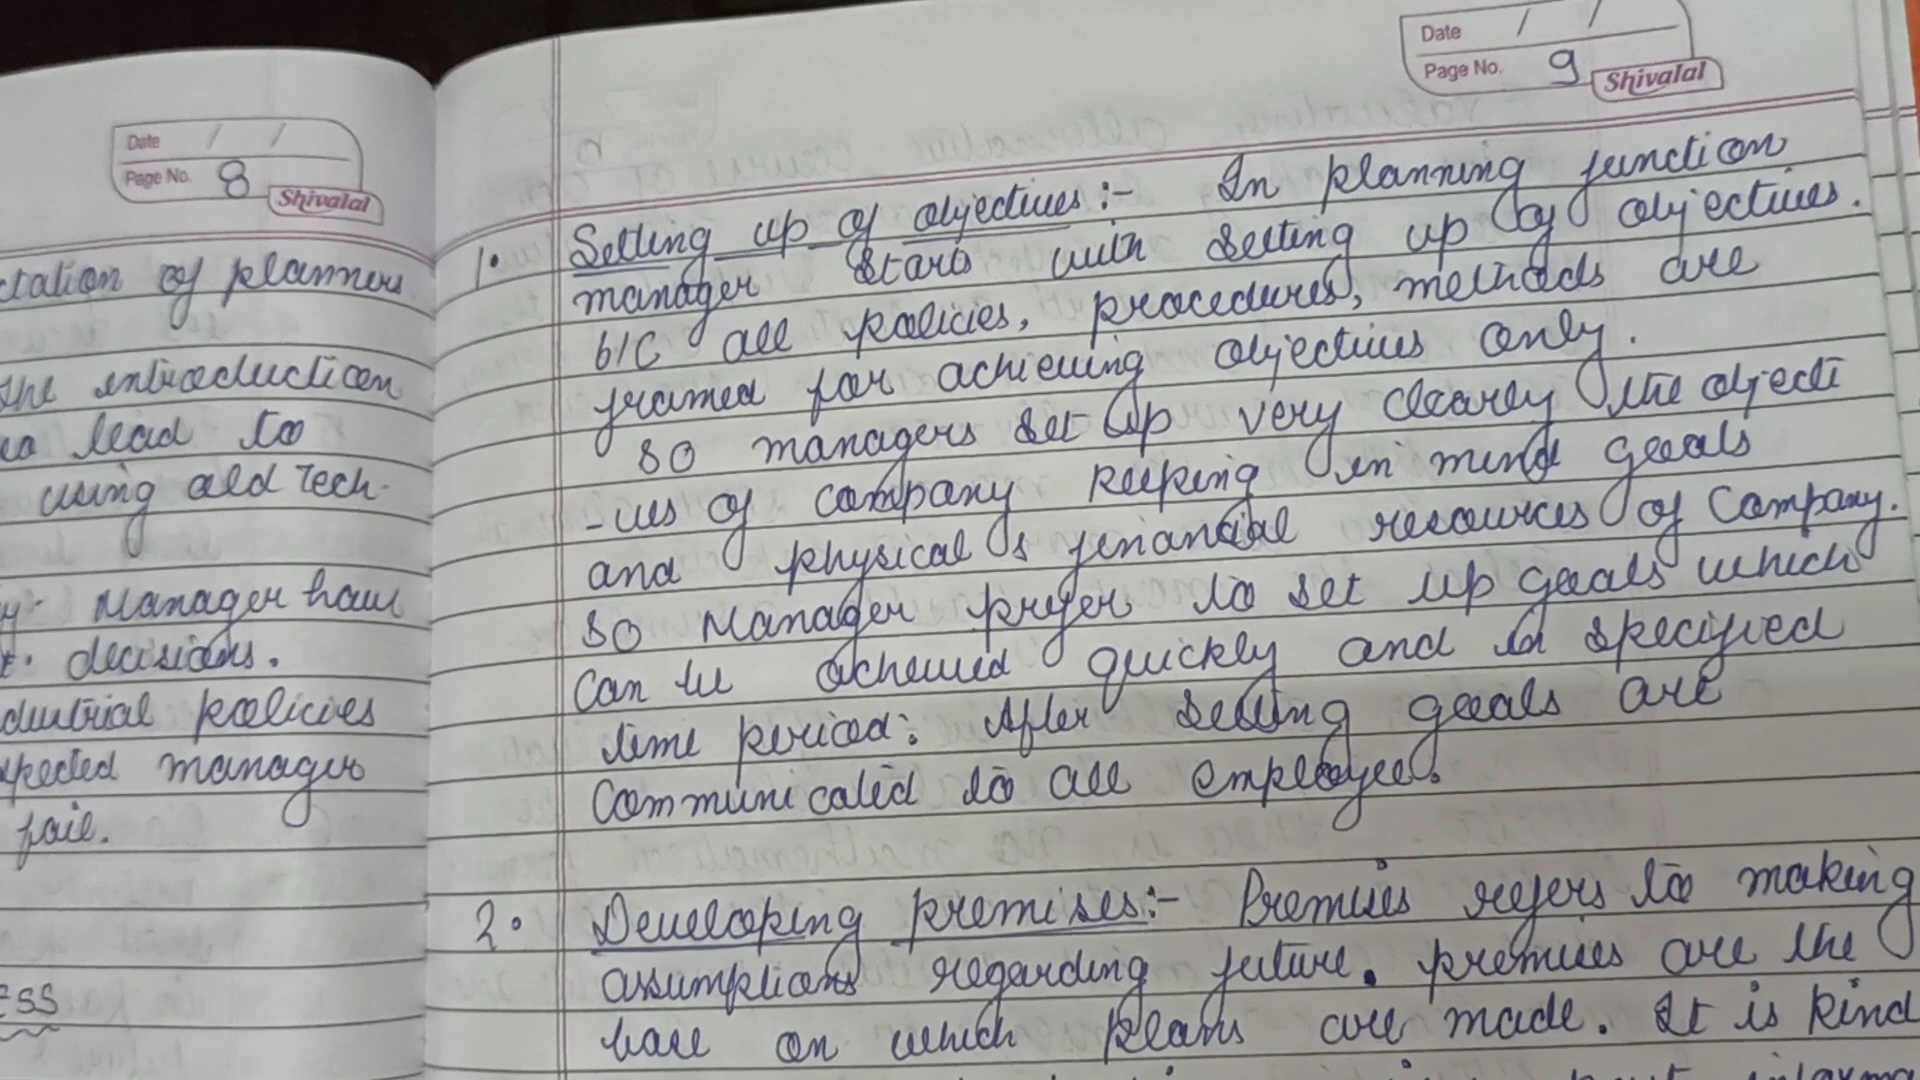 Date / /
Page No. 8
Shivalal
ctation of planners
the introduction
lead to
using old tech.
Manager have
decisions.
dustrial policies
xpected manager
fail.
ESS
Date / /
Page No. 9
Shivalal
1. Setting up of objectives :- In planning function
manager starts with setting up of objectives.
b/c all policies, procedures, methods are
framed for achieving objectives only.
so managers set up very clearly the objecti
-ves of company keeping in mind goals
and physical & financial resources of Company.
so Manager prefer to set up goals which
can be achieved quickly and in specified
time period. After setting goals are
communicated to all employees.
2. Developing premises :- Premises refers to making
assumptions regarding future. premises are the
base on which plans are made. It is kind